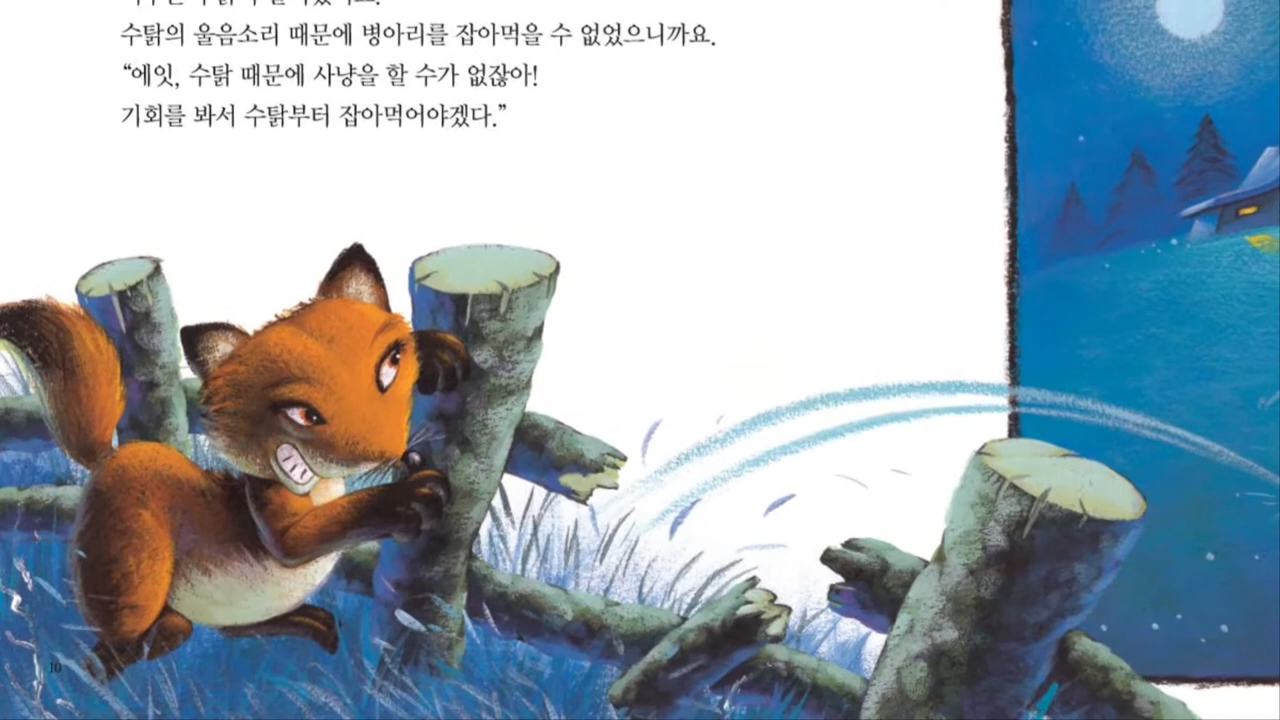 수탉의 울음소리 때문에 병아리를 잡아먹을 수 없었으니까요.
“에잇, 수탉 때문에 사냥을 할 수가 없잖아!
기회를 봐서 수탉부터 잡아먹어야겠다.”
10